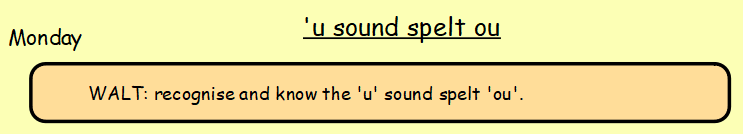 Monday
'u sound spelt ou
WALT: recognise and know the 'u' sound spelt 'ou'.